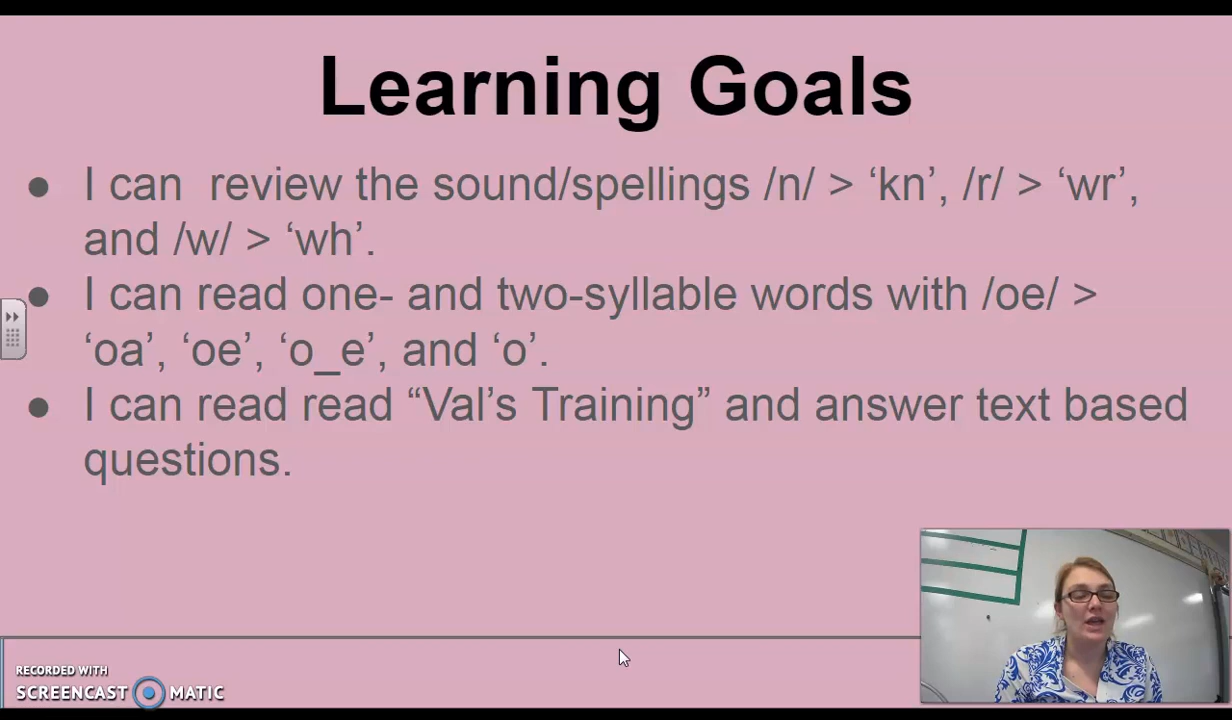 Learning Goals
● I can  review the sound/spellings /n/ > ‘kn’, /r/ > ‘wr’,
and /w/ > ‘wh’.
● I can read one- and two-syllable words with /oe/ >
‘oa’, ‘oe’, ‘o_e’, and ‘o’.
● I can read read “Val’s Training” and answer text based
questions.
RECORDED WITH
SCREENCAST MATIC